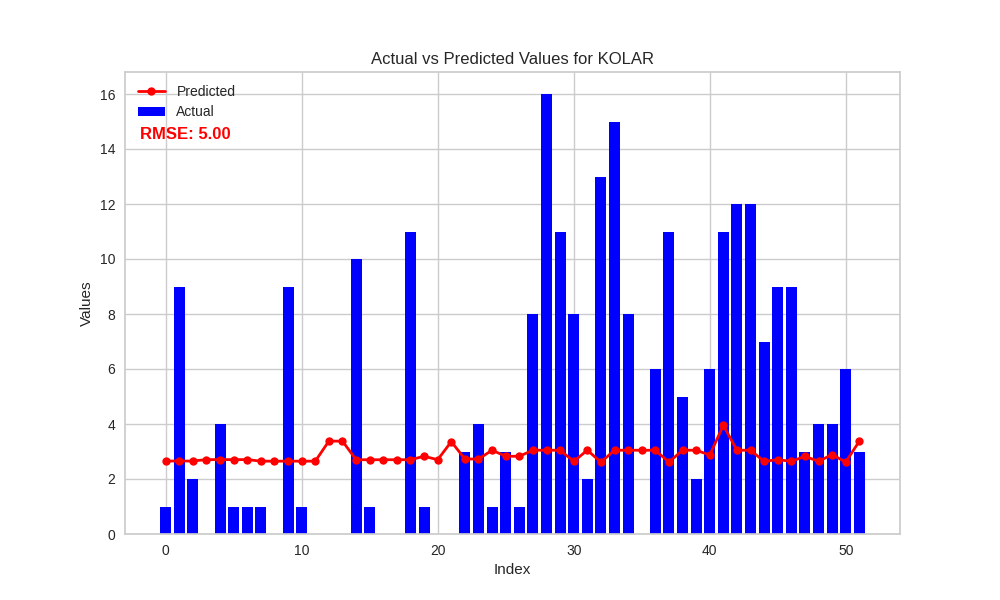 Actual vs Predicted Values for KOLAR
Predicted
Actual
RMSE: 5.00
16
14
12
10
8
6
4
2
0
Values
0 10 20 30 40 50
Index